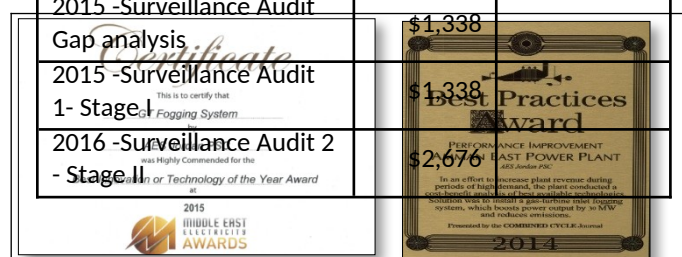 2015 -Surveillance Audit
Gap analysis
$1,338
2015 -Surveillance Audit
1- Stage I
$1,338
2016 -Surveillance Audit 2
- Stage II
$2,676
Certificate
This is to certify that
GT Fogging System
by
was Highly Commended for the
or Technology of the Year Award
at
2015
MIDDLE EAST
ELECTRICITY
AWARDS
Best Practices
Award
PERFORMANCE IMPROVEMENT
AMMAN EAST POWER PLANT
AES Jordan PSC
In an effort to increase plant revenue during
periods of high demand, the plant conducted a
cost-benefit analysis of best available technologies.
Solution was to install a gas-turbine inlet fogging
system, which boosts power output by 30 MW
and reduces emissions.
Presented by the COMBINED CYCLE Journal
2014